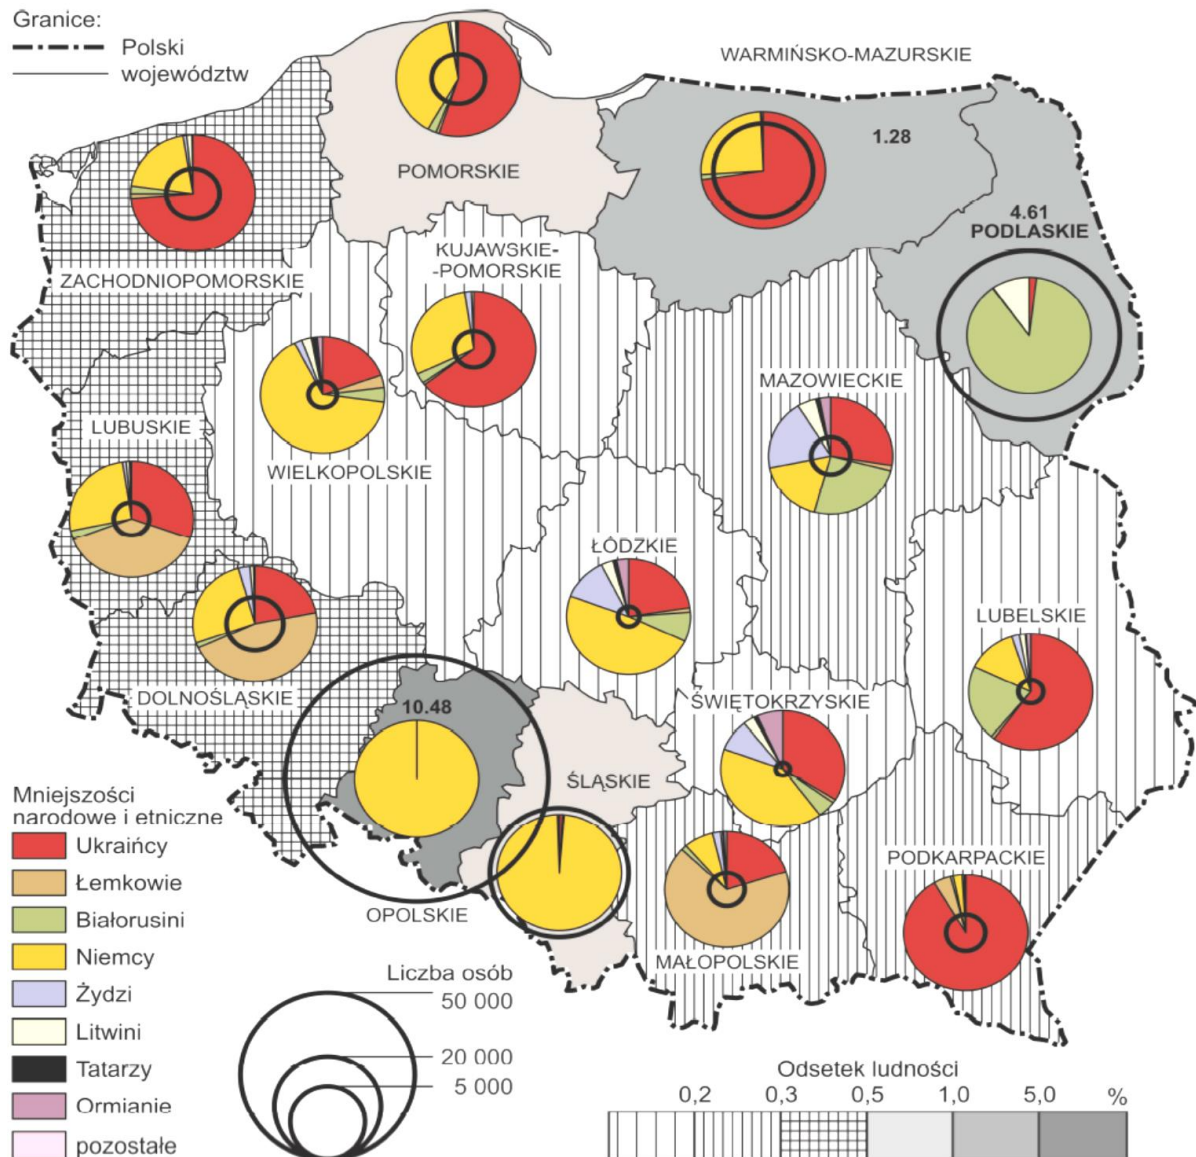 Granice:
Polski
województw
WARMIŃSKO-MAZURSKIE
1.28
POMORSKIE
4.61
PODLASKIE
KUJAWSKIE-
-POMORSKIE
ZACHODNIOPOMORSKIE
MAZOWIECKIE
LUBUSKIE
WIELKOPOLSKIE
ŁÓDZKIE
LUBELSKIE
DOLNOŚLĄSKIE
10.48
ŚWIĘTOKRZYSKIE
ŚLĄSKIE
PODKARPACKIE
OPOLSKIE
MAŁOPOLSKIE
Mniejszości
narodowe i etniczne
Ukraińcy
Łemkowie
Białorusini
Niemcy
Żydzi
Litwini
Tatarzy
Ormianie
pozostałe
Liczba osób
50 000
20 000
5 000
Odsetek ludności
0,2 0,3 0,5 1,0 5,0 %